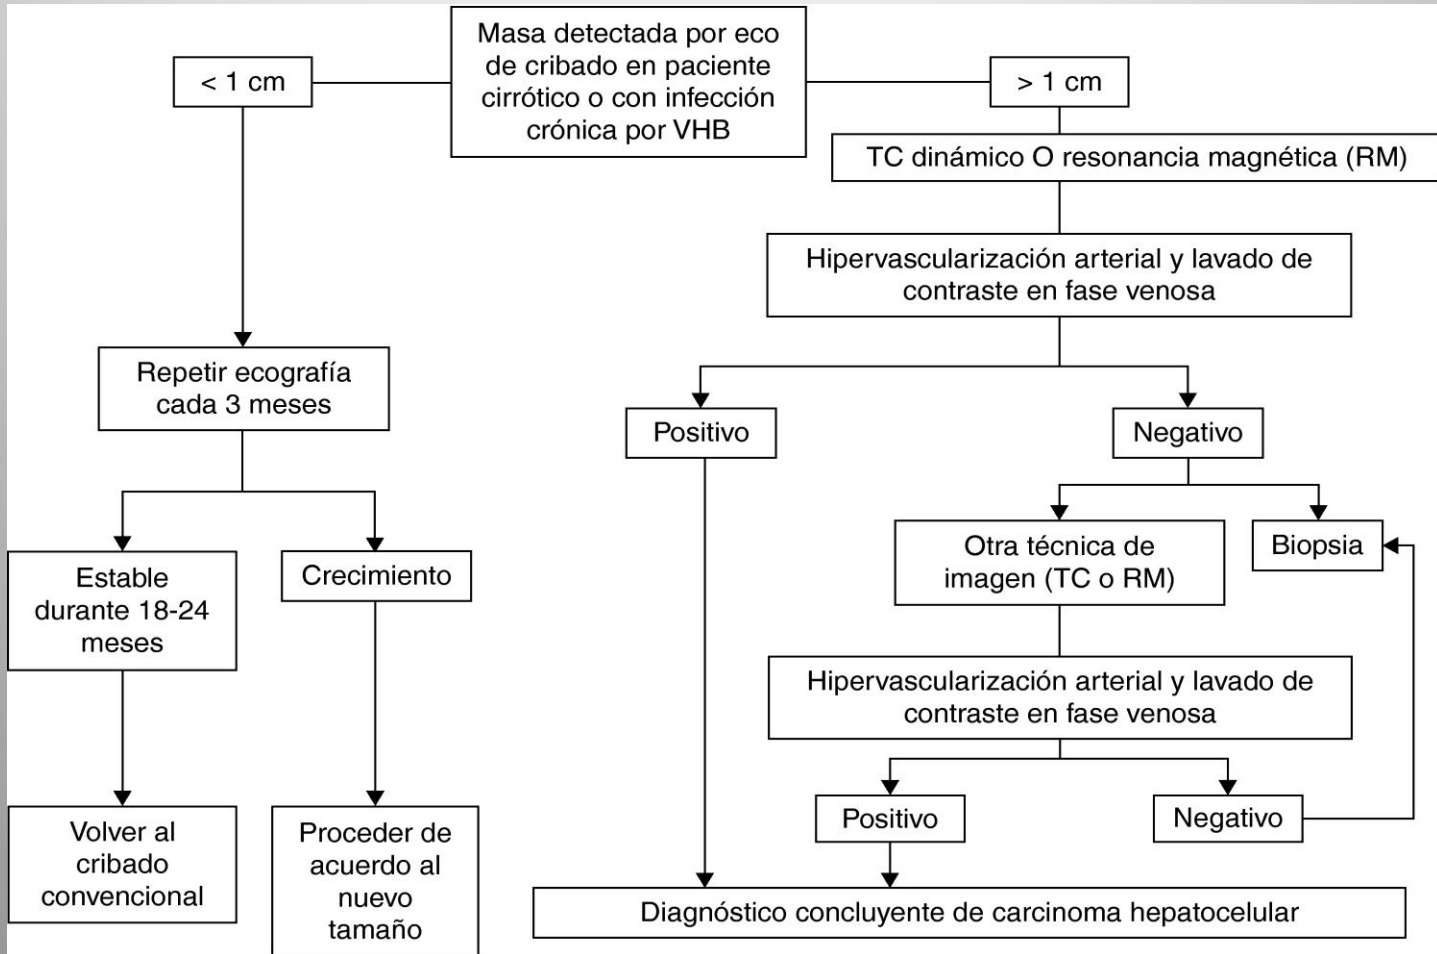 Masa detectada por eco
de cribado en paciente
cirrótico o con infección
crónica por VHB
< 1 cm
> 1 cm
TC dinámico O resonancia magnética (RM)
Hipervascularización arterial y lavado de
contraste en fase venosa
Repetir ecografía
cada 3 meses
Positivo
Negativo
Estable
durante 18-24
meses
Crecimiento
Otra técnica de
imagen (TC o RM)
Biopsia
Hipervascularización arterial y lavado de
contraste en fase venosa
Positivo
Negativo
Volver al
cribado
convencional
Proceder de
acuerdo al
nuevo
tamaño
Diagnóstico concluyente de carcinoma hepatocelular